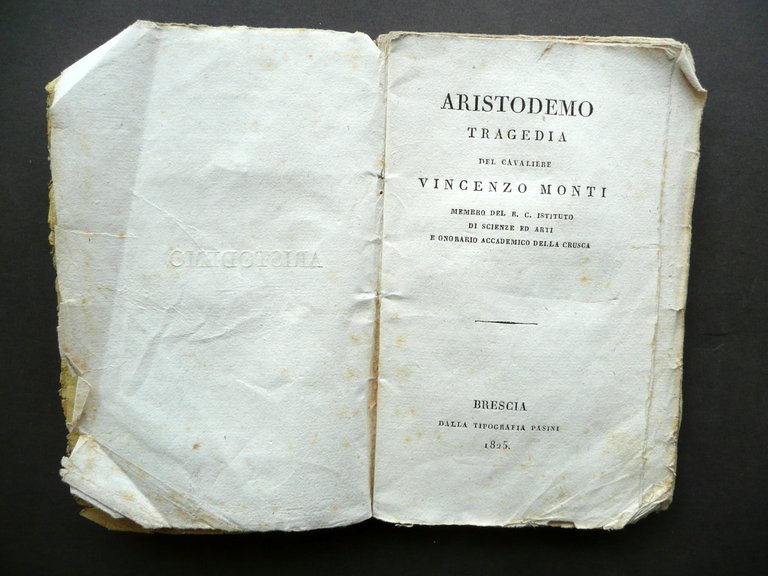 ARISTODEMO
ARISTODEMO
TRAGEDIA
DEL CAVALIERE
VINCENZO MONTI
MEMBRO DEL R. C. ISTITUTO
DI SCIENZE ED ARTI
E ONORARIO ACCADEMICO DELLA CRUSCA
BRESCIA
DALLA TIPOGRAFIA PASINI
1825.